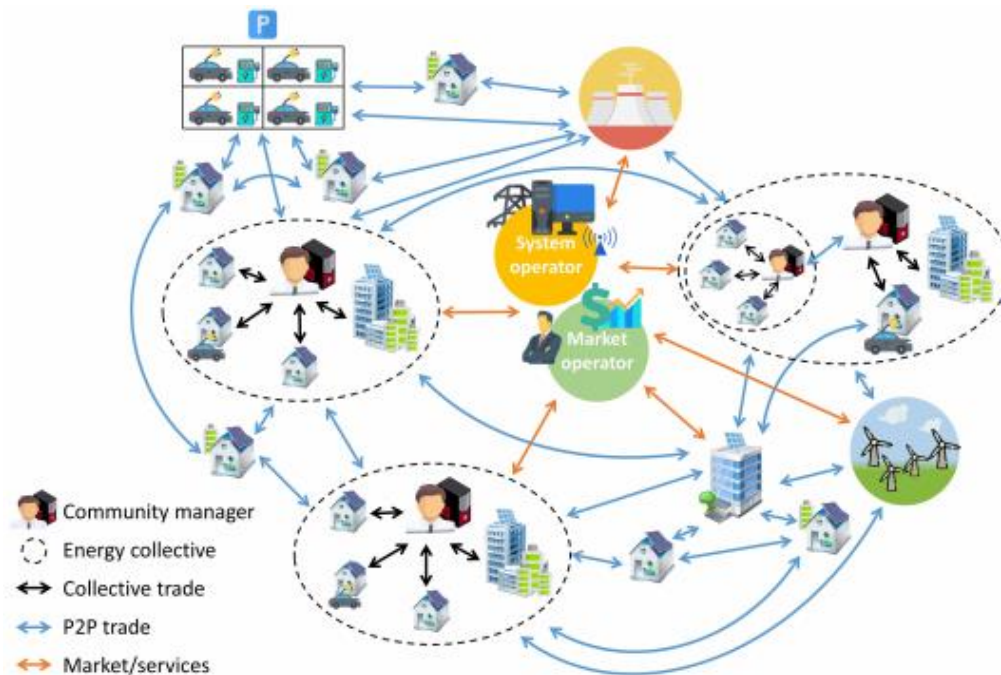 P
System
operator
$
Market
operator
Community manager
Energy collective
Collective trade
P2P trade
Market/services